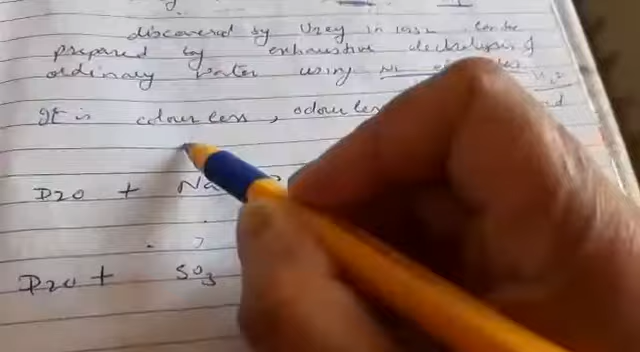 discovered by Urey in 1932. Can be
prepared by exhaustive electrolysis of
ordinary water using Ni
It is colourless, odourless
D2O + Na
D2O + SO3